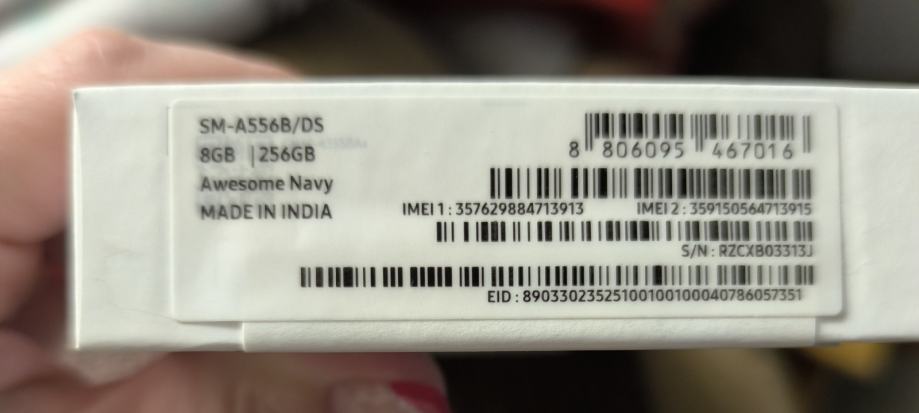 SM-A556B/DS
8GB | 256GB
Awesome Navy
MADE IN INDIA
8 806095 467016
IMEI 1 : 357629884713913
IMEI 2 : 359150564713915
S/N : RZCXB03313J
EID : 89033023525100100100040786057351